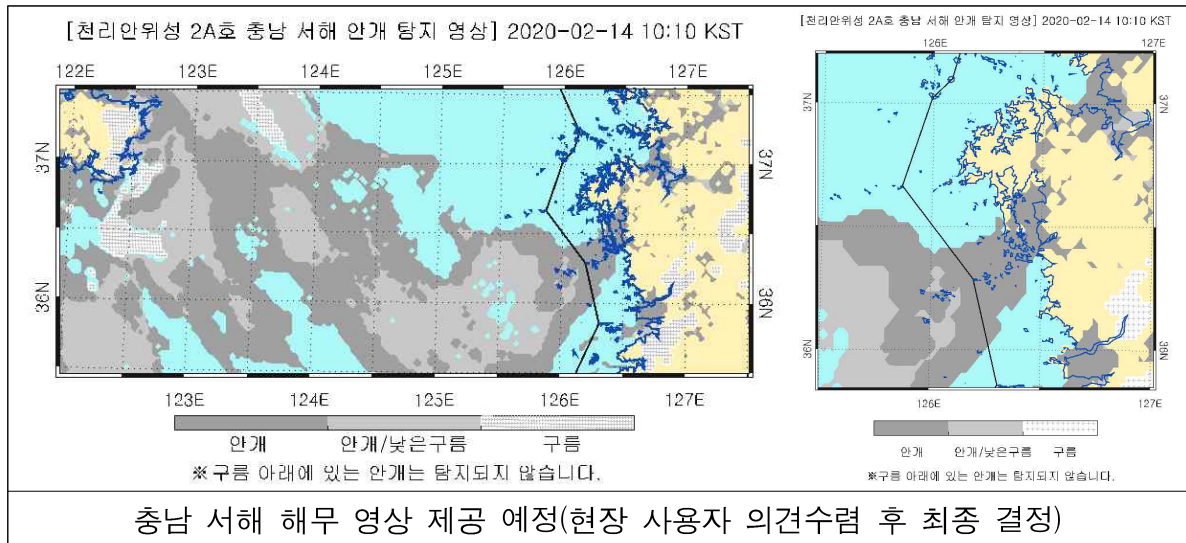 [천리안위성 2A호 충남 서해 안개 탐지 영상] 2020-02-14 10:10 KST
122E 123E 124E 125E 126E 127E
37N 37N
36N 36N
123E 124E 125E 126E 127E
안개 안개/낮은구름 구름
※구름 아래에 있는 안개는 탐지되지 않습니다.
[천리안위성 2A호 충남 서해 안개 탐지 영상] 2020-02-14 10:10 KST
126E 127E
37N 37N
36N 36N
126E 127E
안개 안개/낮은구름 구름
※구름 아래에 있는 안개는 탐지되지 않습니다.
충남 서해 해무 영상 제공 예정(현장 사용자 의견수렴 후 최종 결정)